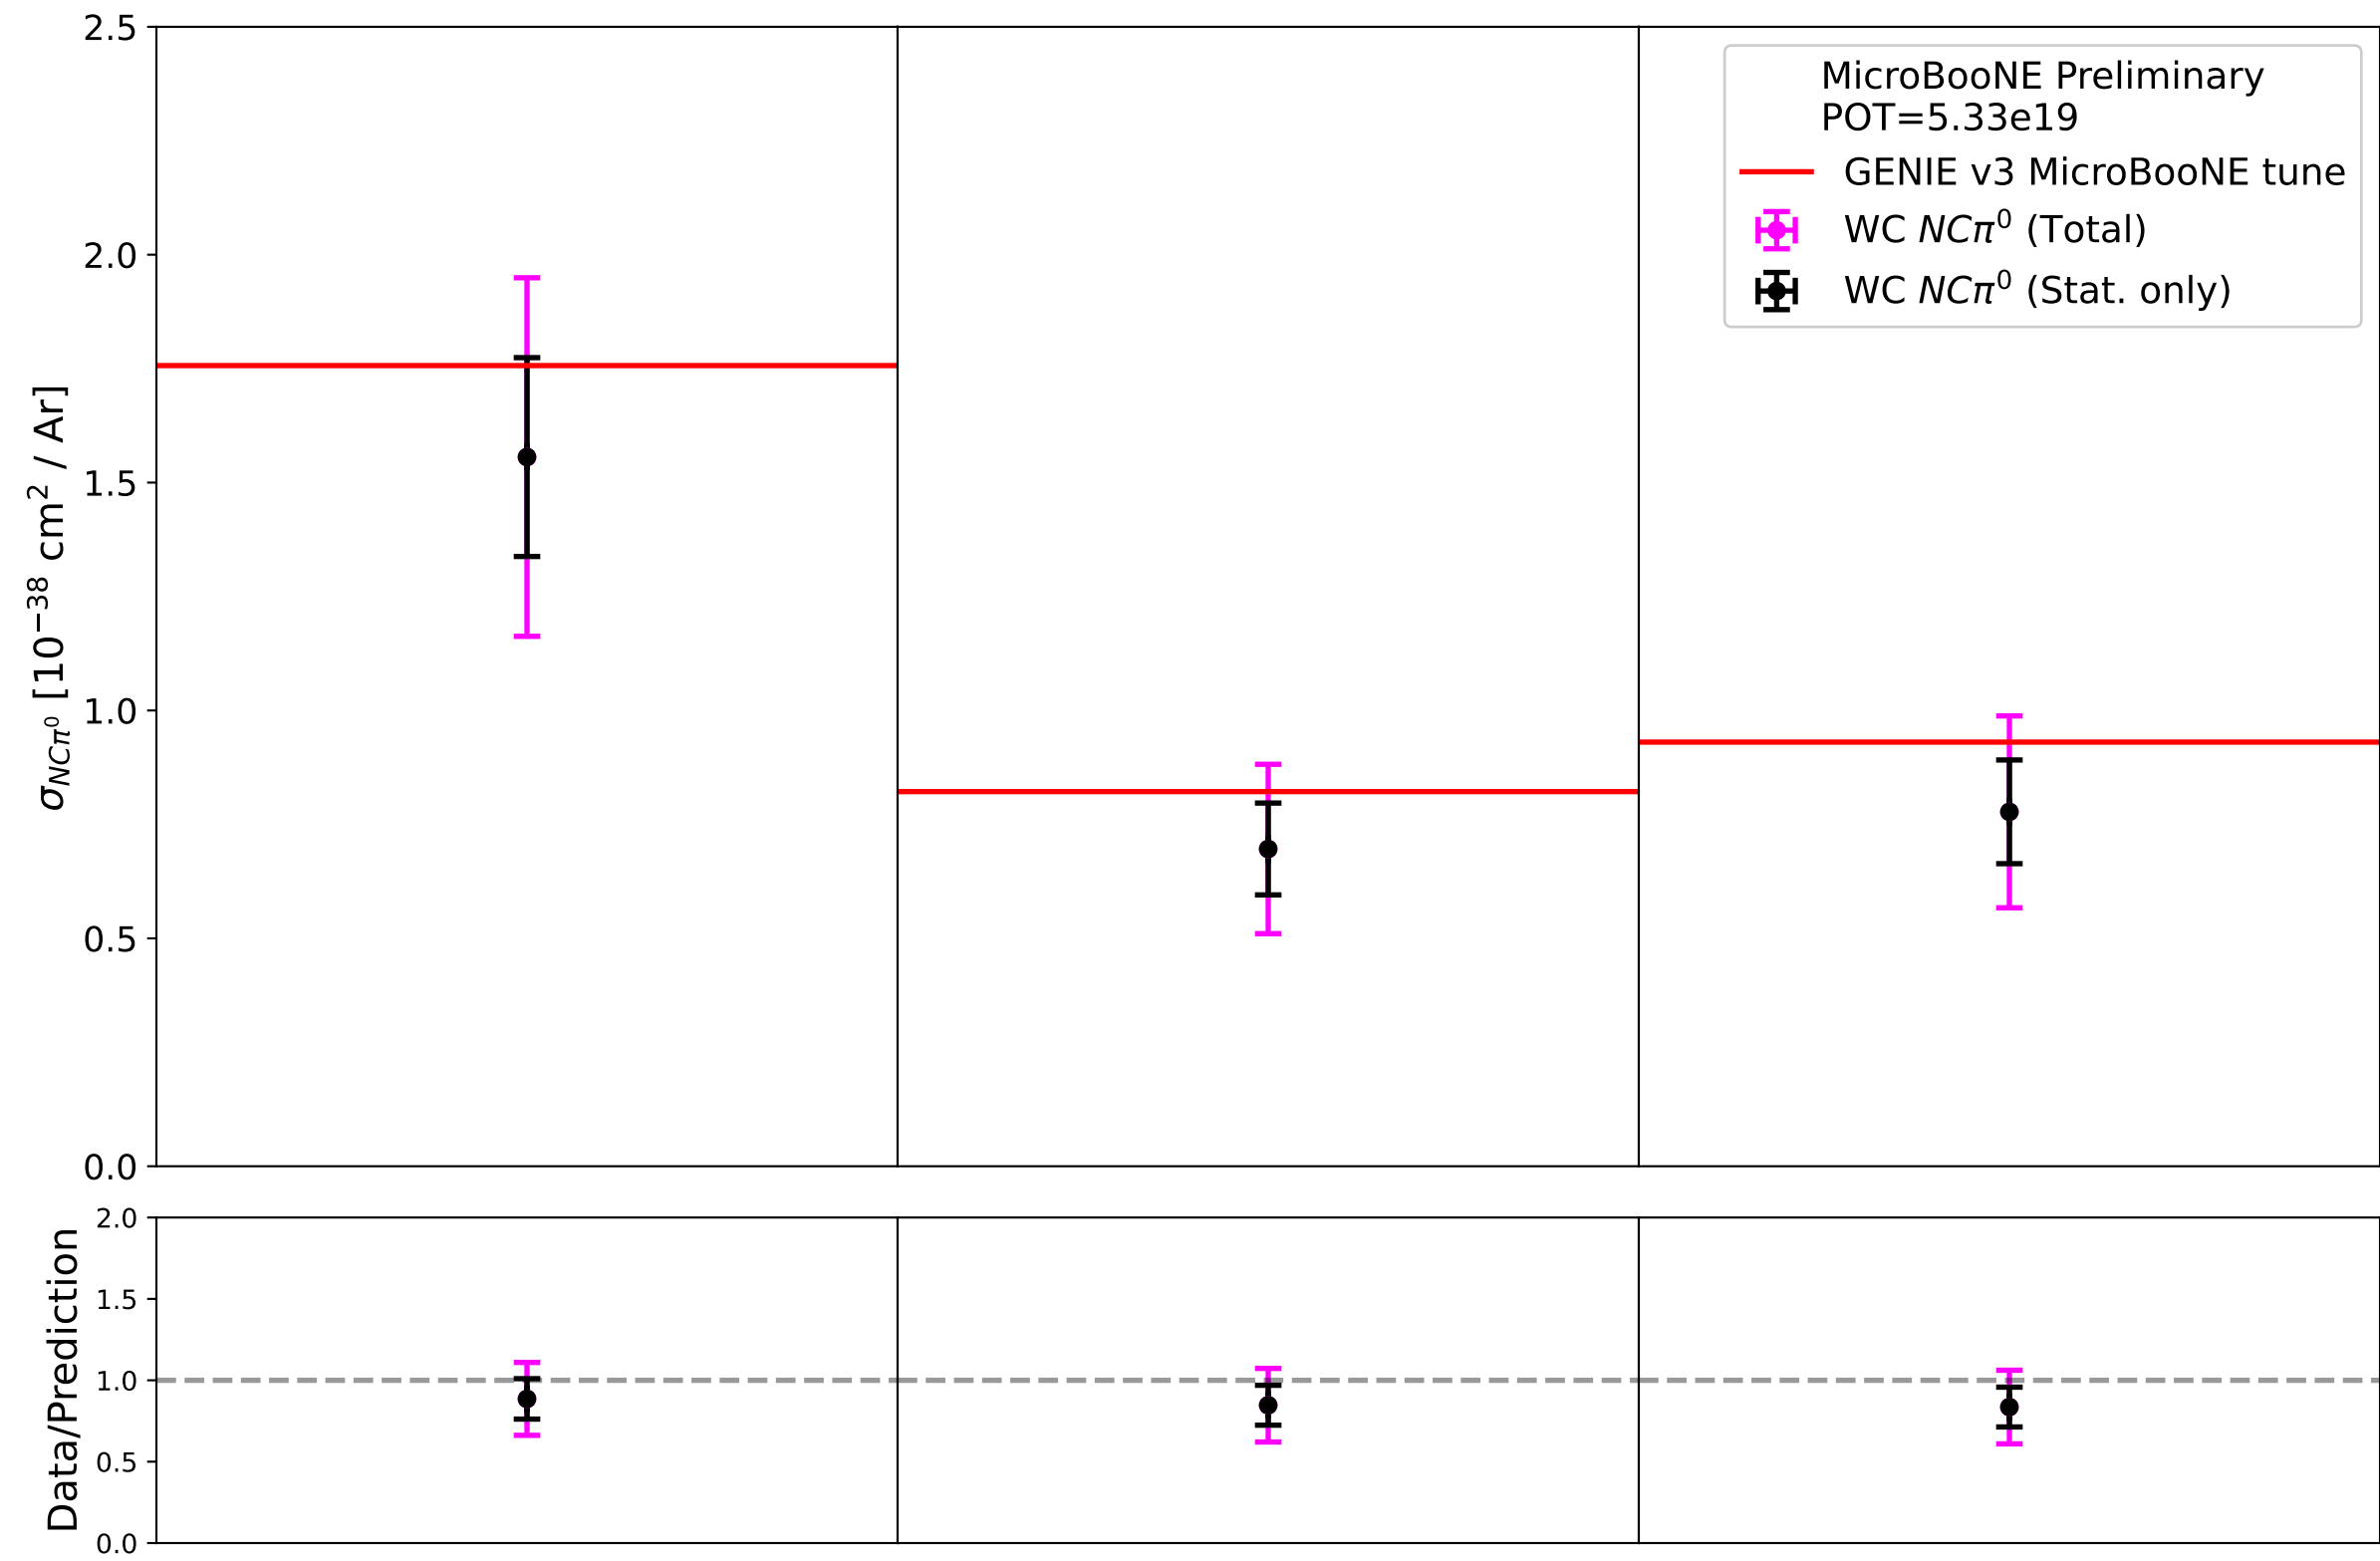 2.5
2.0
1.5
1.0
0.5
0.0
σ_{NCπ⁰} [10⁻³⁸ cm² / Ar]
MicroBooNE Preliminary
POT=5.33e19
GENIE v3 MicroBooNE tune
WC NCπ⁰ (Total)
WC NCπ⁰ (Stat. only)
2.0
1.5
1.0
0.5
0.0
Data/Prediction